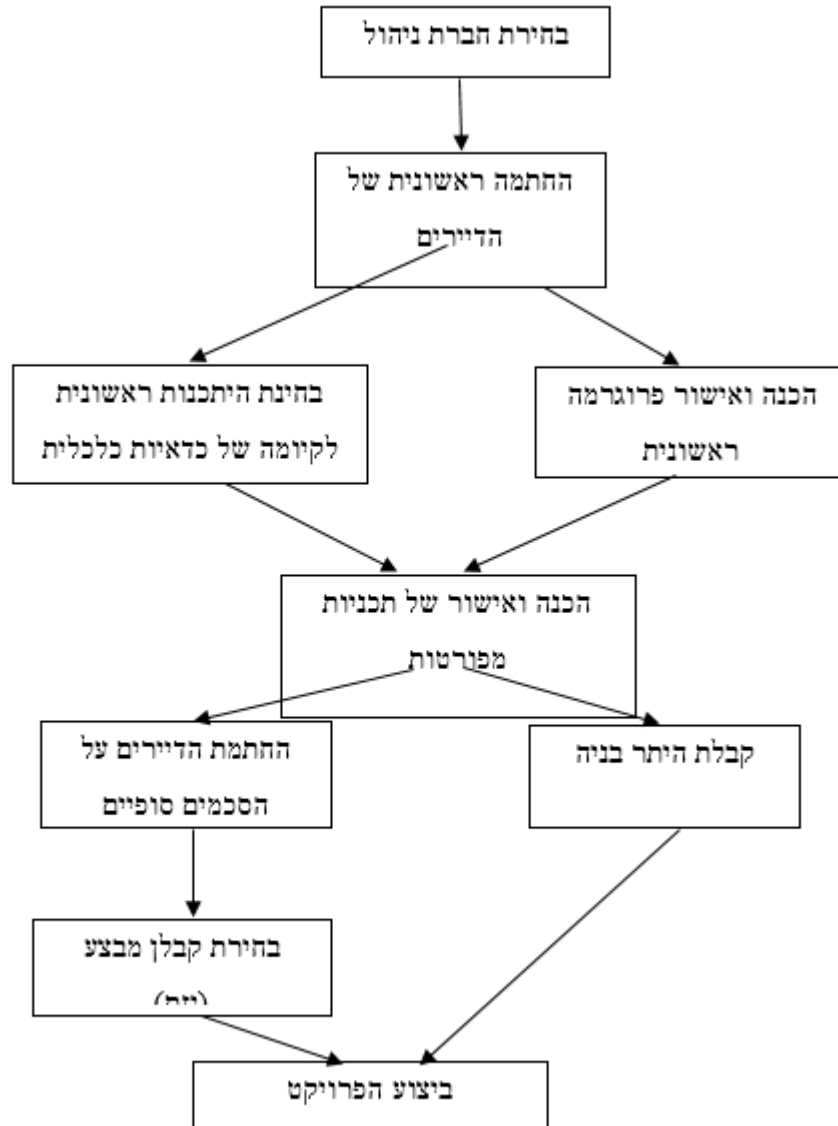 בחירת חברת ניהול
החתמה ראשונית של
הדיירים
בחינת היתכנות ראשונית
לקיומה של כדאיות כלכלית
הכנה ואישור פרוגרמה
ראשונית
הכנה ואישור של תכניות
מפורטות
החתמת הדיירים על
הסכמים סופיים
קבלת היתר בניה
בחירת קבלן מבצע
ביצוע הפרויקט